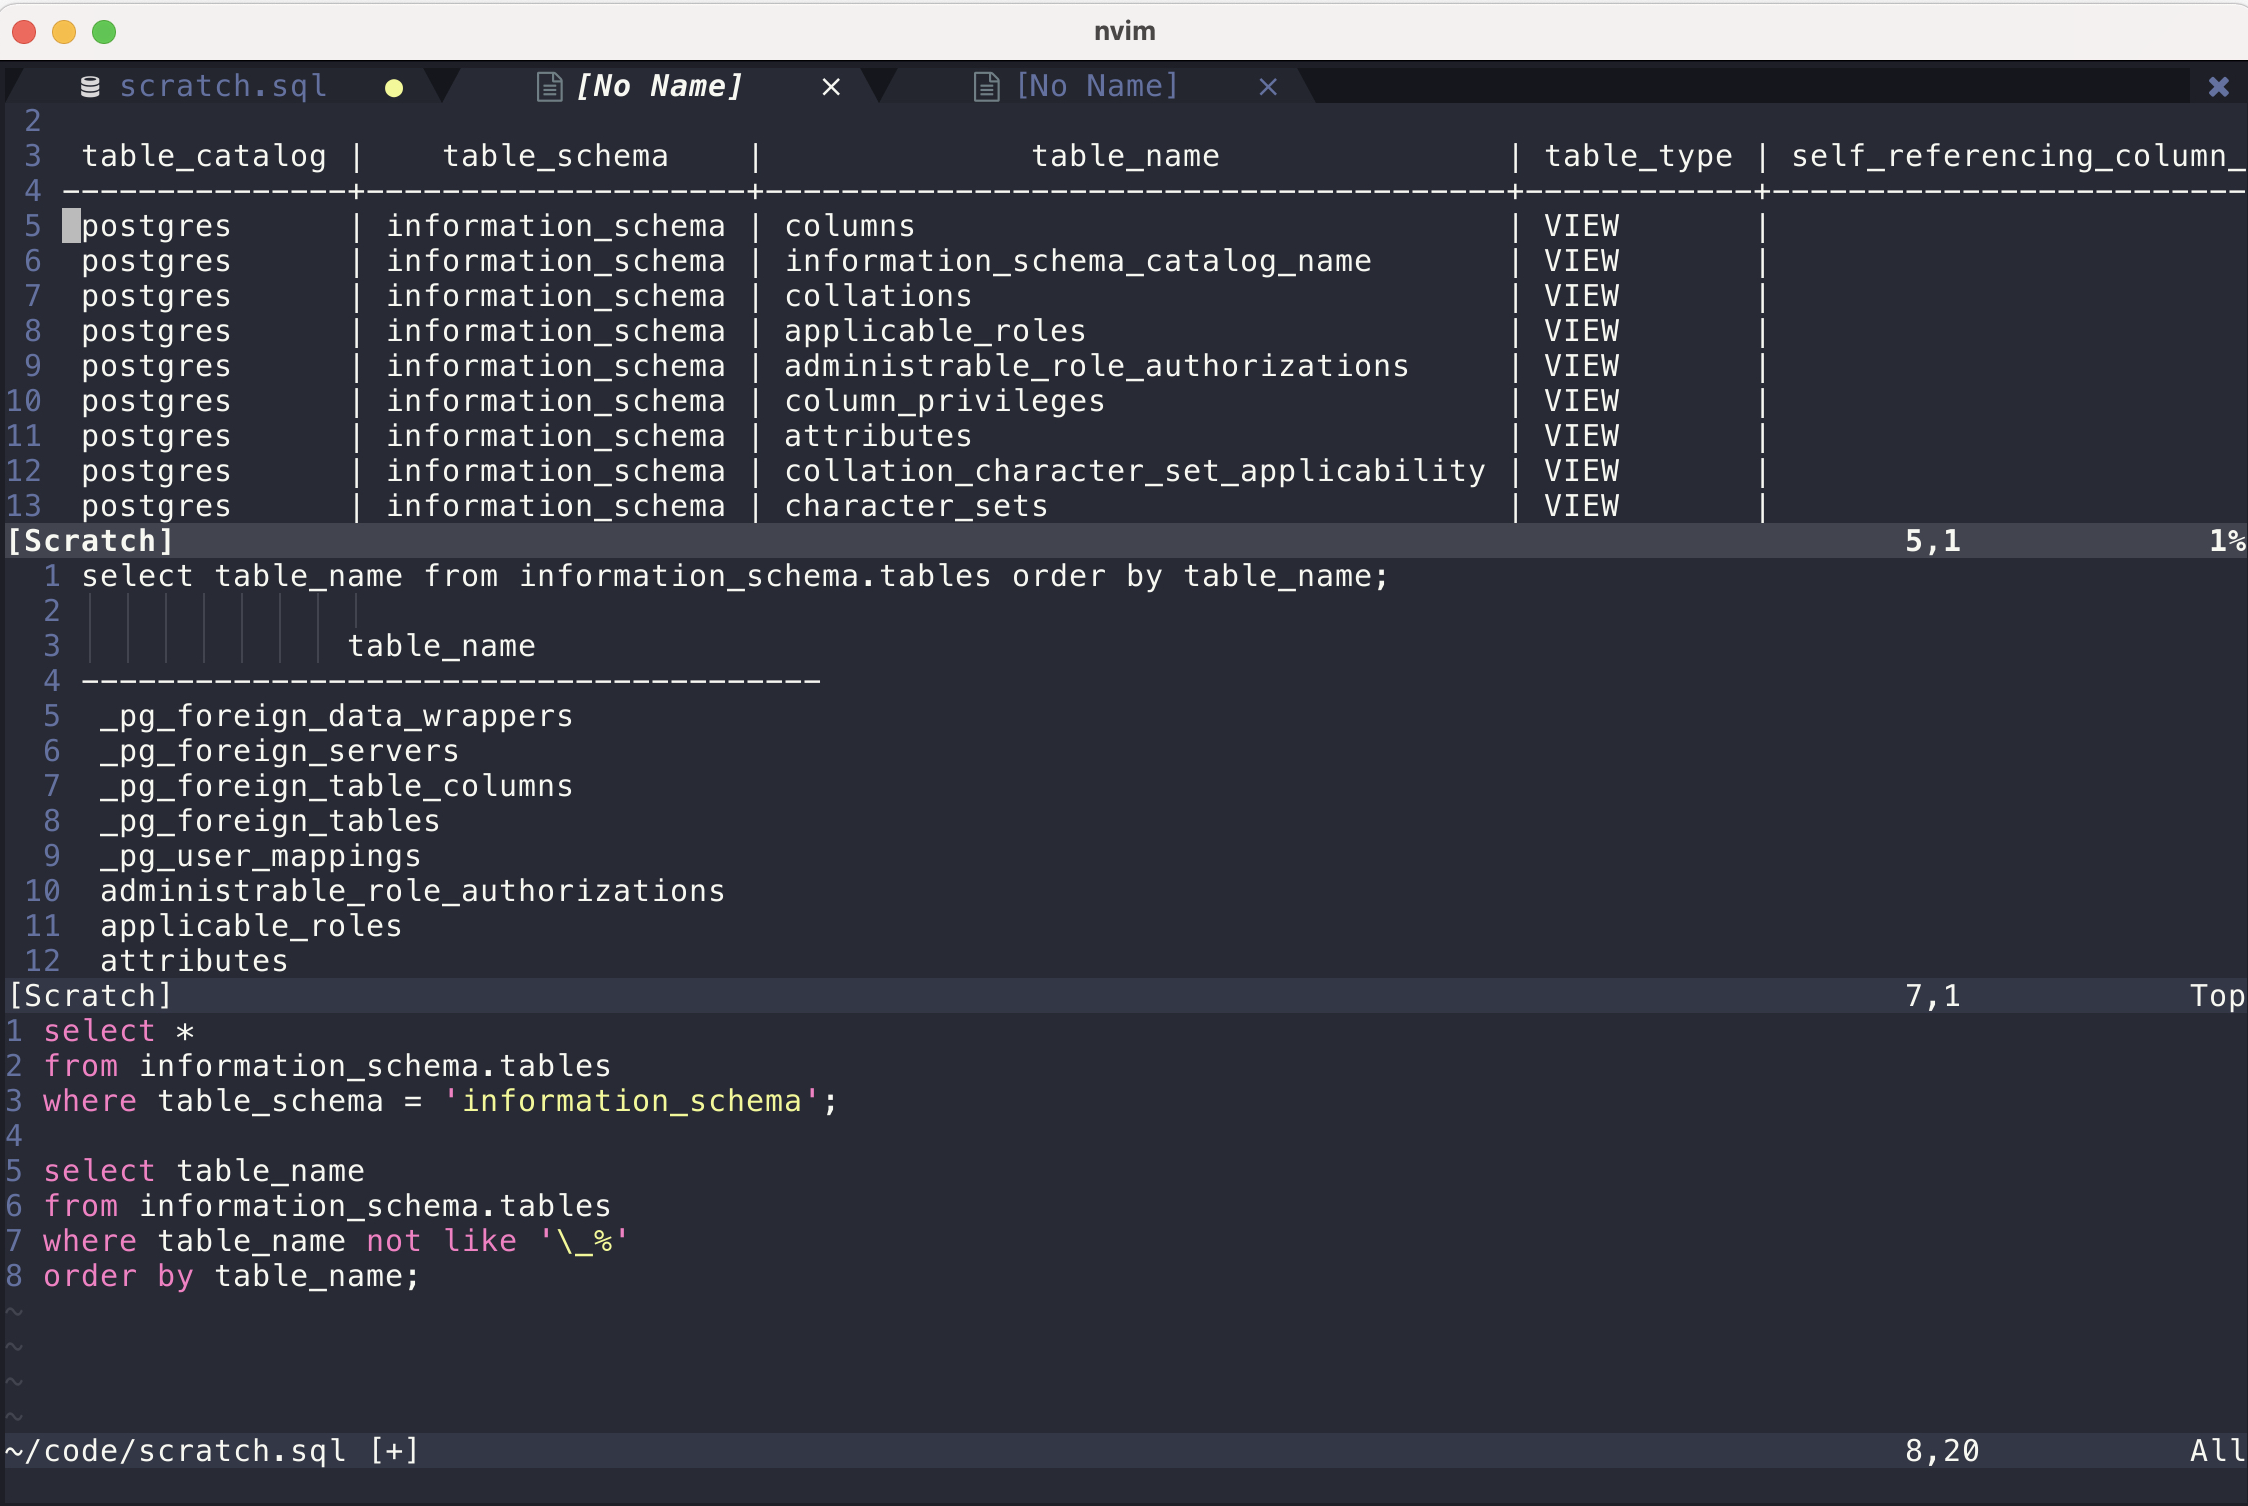 nvim
scratch.sql ● [No Name] × [No Name] × ✖
2
3  table_catalog |    table_schema    |              table_name               | table_type | self_referencing_column_
4 ---------------+--------------------+---------------------------------------+------------+-------------------------
5  postgres      | information_schema | columns                               | VIEW       |
6  postgres      | information_schema | information_schema_catalog_name       | VIEW       |
7  postgres      | information_schema | collations                            | VIEW       |
8  postgres      | information_schema | applicable_roles                      | VIEW       |
9  postgres      | information_schema | administrable_role_authorizations     | VIEW       |
10  postgres      | information_schema | column_privileges                     | VIEW       |
11  postgres      | information_schema | attributes                            | VIEW       |
12  postgres      | information_schema | collation_character_set_applicability | VIEW       |
13  postgres      | information_schema | character_sets                        | VIEW       |
[Scratch] 5,1 1%
1 select table_name from information_schema.tables order by table_name;
2
3               table_name
4 ---------------------------------------
5  _pg_foreign_data_wrappers
6  _pg_foreign_servers
7  _pg_foreign_table_columns
8  _pg_foreign_tables
9  _pg_user_mappings
10  administrable_role_authorizations
11  applicable_roles
12  attributes
[Scratch] 7,1 Top
1 select *
2 from information_schema.tables
3 where table_schema = 'information_schema';
4
5 select table_name
6 from information_schema.tables
7 where table_name not like '\_%'
8 order by table_name;
~
~
~
~
~/code/scratch.sql [+] 8,20 All